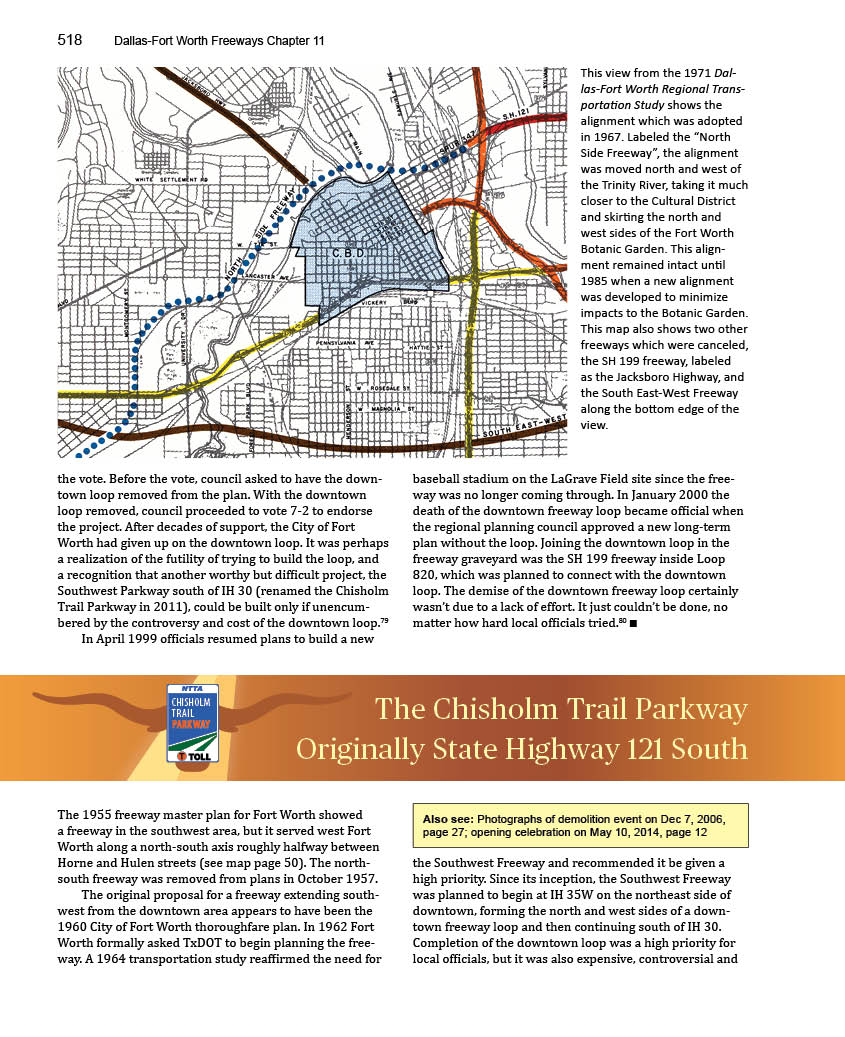 518 Dallas-Fort Worth Freeways Chapter 11
JACKSBORO HWY
N. MAIN
SPUR 347
S.H. 121
WHITE SETTLEMENT RD
NORTH SIDE FREEWAY
W. 7TH ST.
C.B.D.
LANCASTER AVE
VICKERY BLVD
MONTGOMERY ST
UNIVERSITY DR
PENNSYLVANIA AVE
HATTIE ST
W ROSEDALE ST
W MAGNOLIA ST
HENDERSON ST
PARK BLVD
SOUTH EAST-WEST
This view from the 1971 Dal-
las-Fort Worth Regional Trans-
portation Study shows the
alignment which was adopted
in 1967. Labeled the “North
Side Freeway”, the alignment
was moved north and west of
the Trinity River, taking it much
closer to the Cultural District
and skirting the north and
west sides of the Fort Worth
Botanic Garden. This align-
ment remained intact until
1985 when a new alignment
was developed to minimize
impacts to the Botanic Garden.
This map also shows two other
freeways which were canceled,
the SH 199 freeway, labeled
as the Jacksboro Highway, and
the South East-West Freeway
along the bottom edge of the
view.
the vote. Before the vote, council asked to have the down-
town loop removed from the plan. With the downtown
loop removed, council proceeded to vote 7-2 to endorse
the project. After decades of support, the City of Fort
Worth had given up on the downtown loop. It was perhaps
a realization of the futility of trying to build the loop, and
a recognition that another worthy but difficult project, the
Southwest Parkway south of IH 30 (renamed the Chisholm
Trail Parkway in 2011), could be built only if unencum-
bered by the controversy and cost of the downtown loop.79
In April 1999 officials resumed plans to build a new
baseball stadium on the LaGrave Field site since the free-
way was no longer coming through. In January 2000 the
death of the downtown freeway loop became official when
the regional planning council approved a new long-term
plan without the loop. Joining the downtown loop in the
freeway graveyard was the SH 199 freeway inside Loop
820, which was planned to connect with the downtown
loop. The demise of the downtown freeway loop certainly
wasn’t due to a lack of effort. It just couldn’t be done, no
matter how hard local officials tried.80 ■
NTTA
CHISHOLM
TRAIL
PARKWAY
T TOLL
The Chisholm Trail Parkway
Originally State Highway 121 South
The 1955 freeway master plan for Fort Worth showed
a freeway in the southwest area, but it served west Fort
Worth along a north-south axis roughly halfway between
Horne and Hulen streets (see map page 50). The north-
south freeway was removed from plans in October 1957.
The original proposal for a freeway extending south-
west from the downtown area appears to have been the
1960 City of Fort Worth thoroughfare plan. In 1962 Fort
Worth formally asked TxDOT to begin planning the free-
way. A 1964 transportation study reaffirmed the need for
Also see: Photographs of demolition event on Dec 7, 2006,
page 27; opening celebration on May 10, 2014, page 12
the Southwest Freeway and recommended it be given a
high priority. Since its inception, the Southwest Freeway
was planned to begin at IH 35W on the northeast side of
downtown, forming the north and west sides of a down-
town freeway loop and then continuing south of IH 30.
Completion of the downtown loop was a high priority for
local officials, but it was also expensive, controversial and